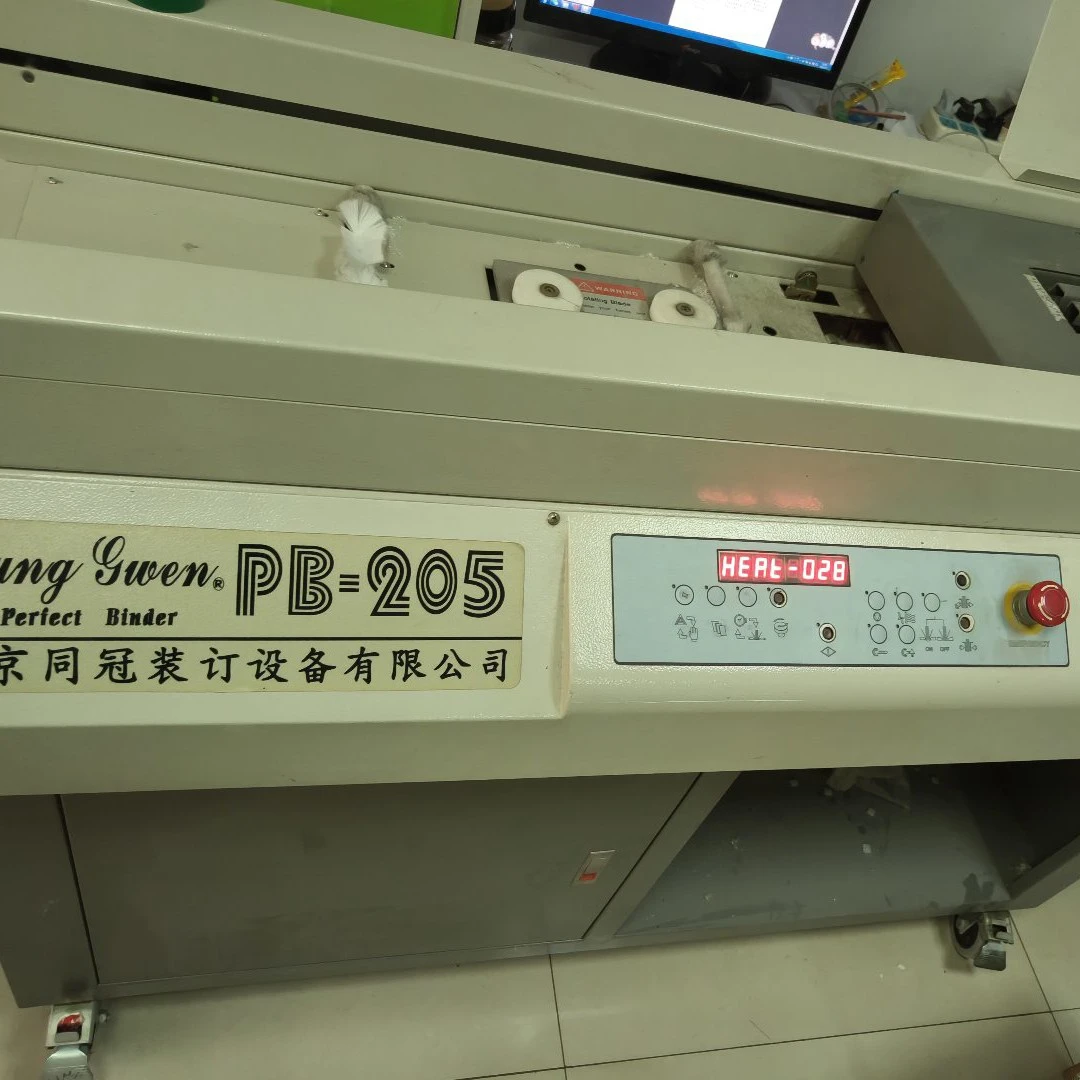 WARNING
ung Gwen®
PB-205
Perfect Binder
京同冠装订设备有限公司
HEAt-028
C-
C+
ON
OFF